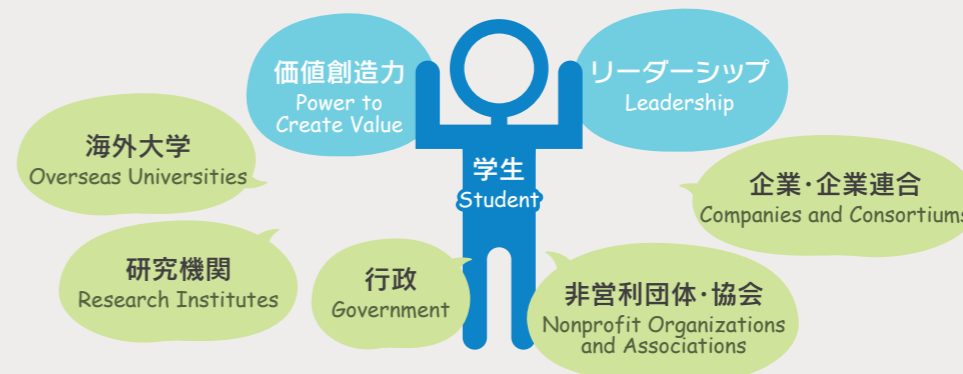 価値創造力
Power to
Create Value
リーダーシップ
Leadership
海外大学
Overseas Universities
学生
Student
企業・企業連合
Companies and Consortiums
研究機関
Research Institutes
行政
Government
非営利団体・協会
Nonprofit Organizations
and Associations